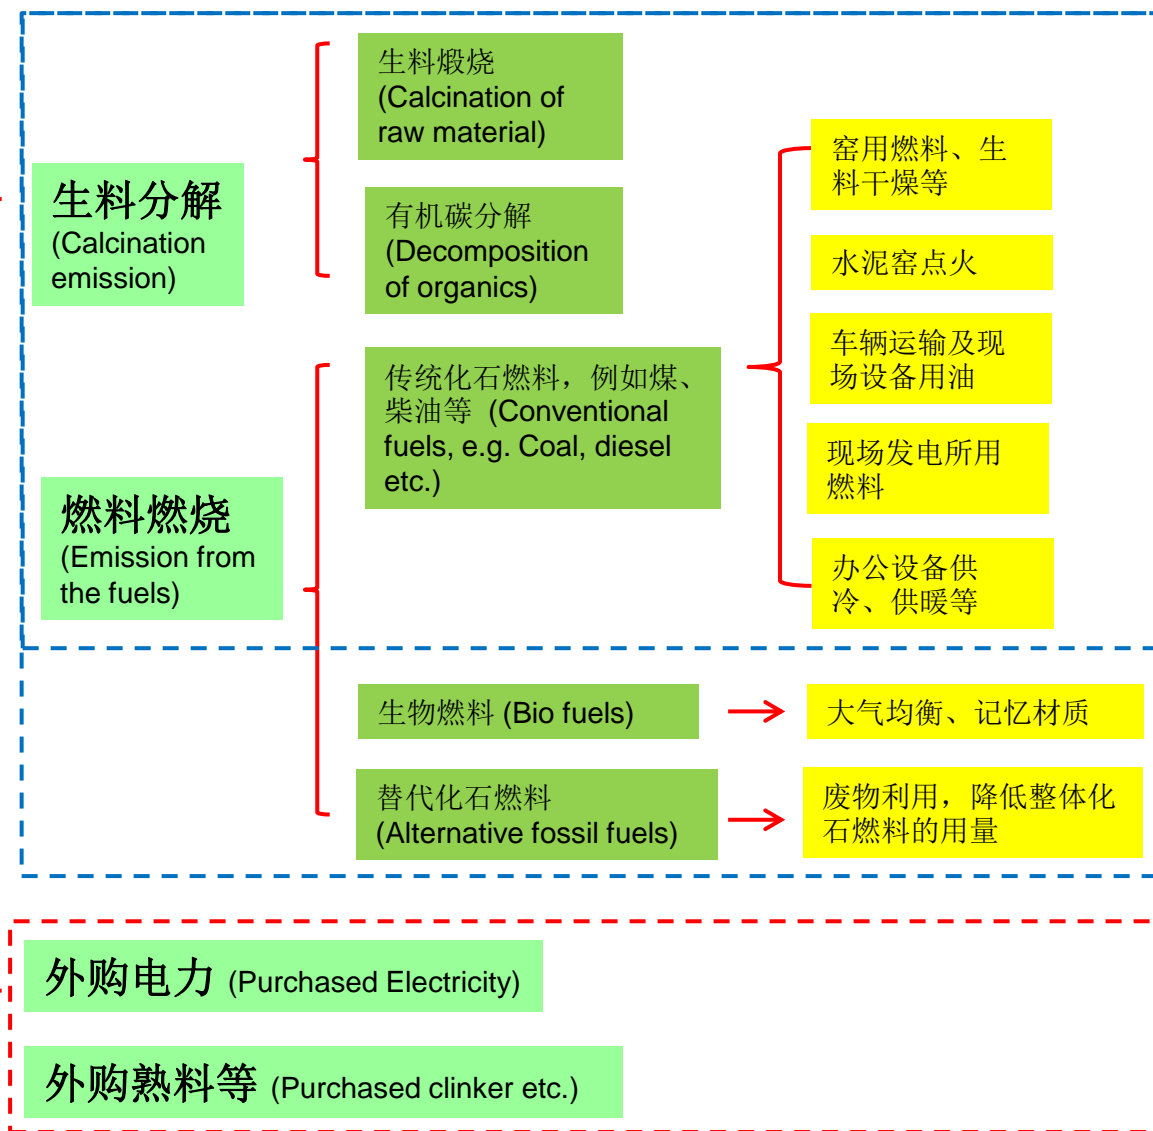 生料煅烧
(Calcination of
raw material)
生料分解
(Calcination
emission)
有机碳分解
(Decomposition
of organics)
窑用燃料、生
料干燥等
水泥窑点火
车辆运输及现
场设备用油
传统化石燃料，例如煤、
柴油等 (Conventional
fuels, e.g. Coal, diesel
etc.)
现场发电所用
燃料
燃料燃烧
(Emission from
the fuels)
办公设备供
冷、供暖等
生物燃料 (Bio fuels)
大气均衡、记忆材质
替代化石燃料
(Alternative fossil fuels)
废物利用，降低整体化
石燃料的用量
外购电力 (Purchased Electricity)
外购熟料等 (Purchased clinker etc.)